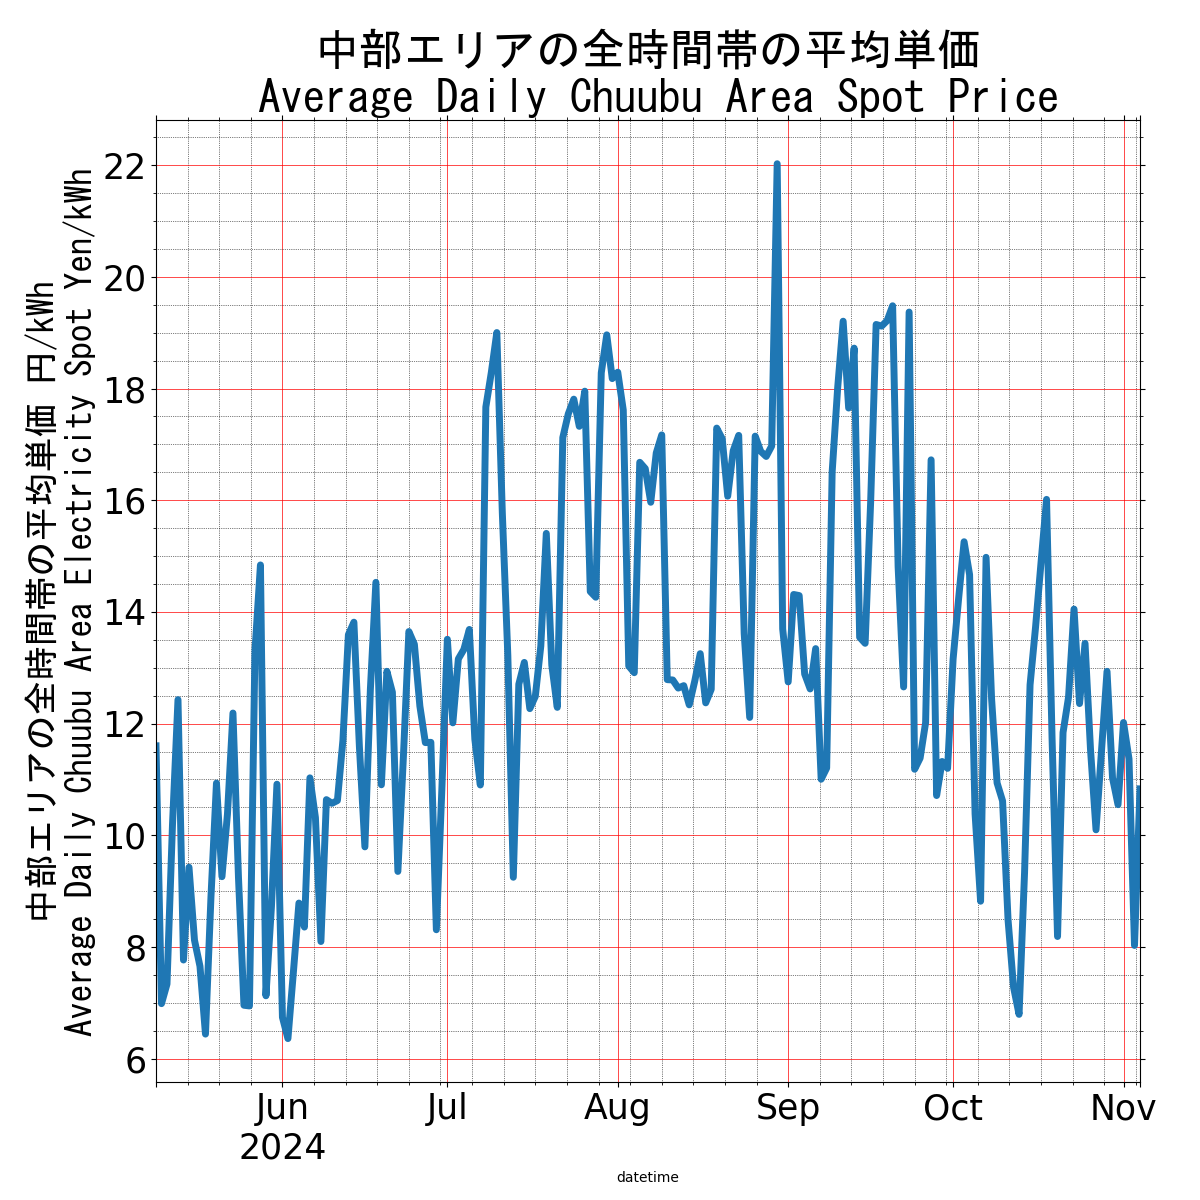 中部エリアの全時間帯の平均単価
Average Daily Chuubu Area Spot Price
中部エリアの全時間帯の平均単価 円/kWh
Average Daily Chuubu Area Electricity Spot Yen/kWh
22
20
18
16
14
12
10
8
6
Jun
2024
Jul
Aug
Sep
Oct
Nov
datetime